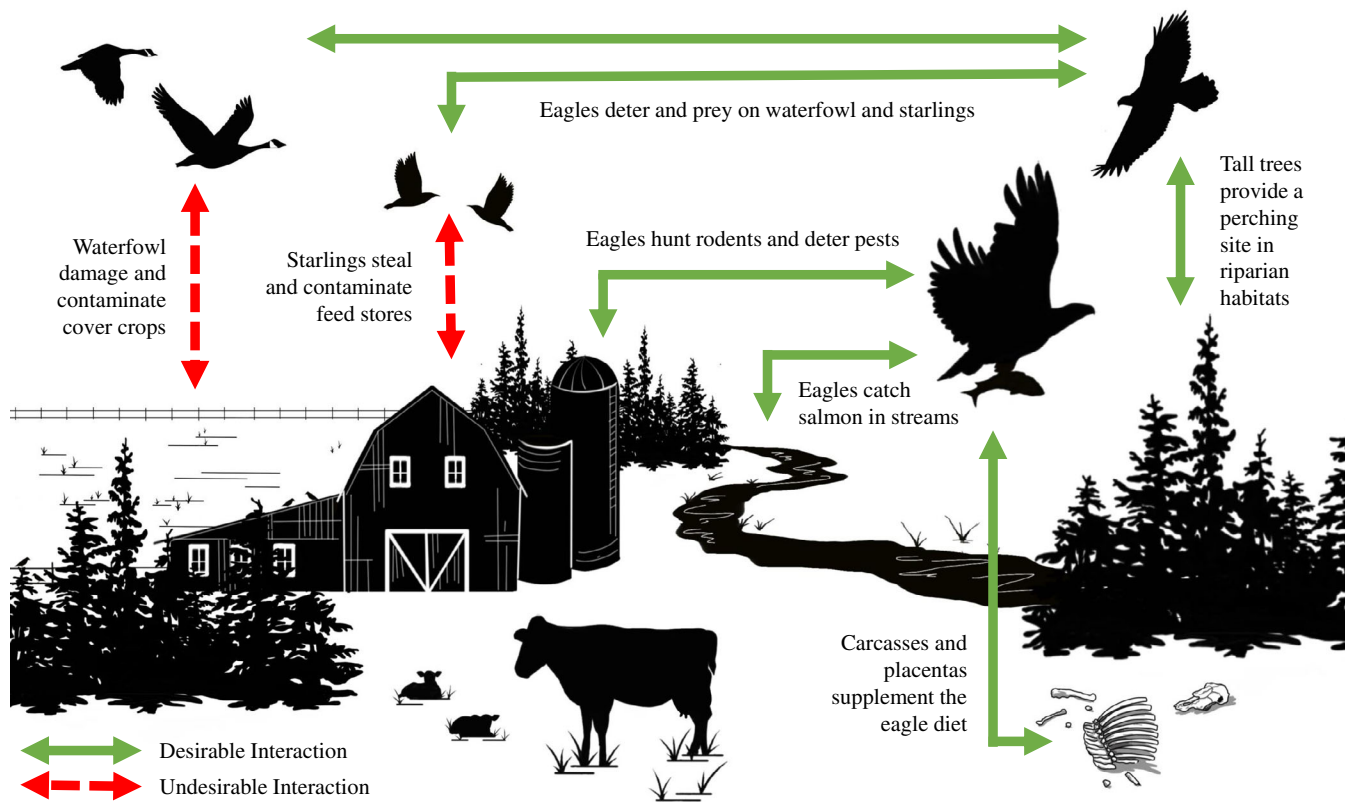 Eagles deter and prey on waterfowl and starlings
Tall trees
provide a
perching
site in
riparian
habitats
Waterfowl
damage and
contaminate
cover crops
Starlings steal
and contaminate
feed stores
Eagles hunt rodents and deter pests
Eagles catch
salmon in streams
Carcasses and
placentas
supplement the
eagle diet
Desirable Interaction
Undesirable Interaction